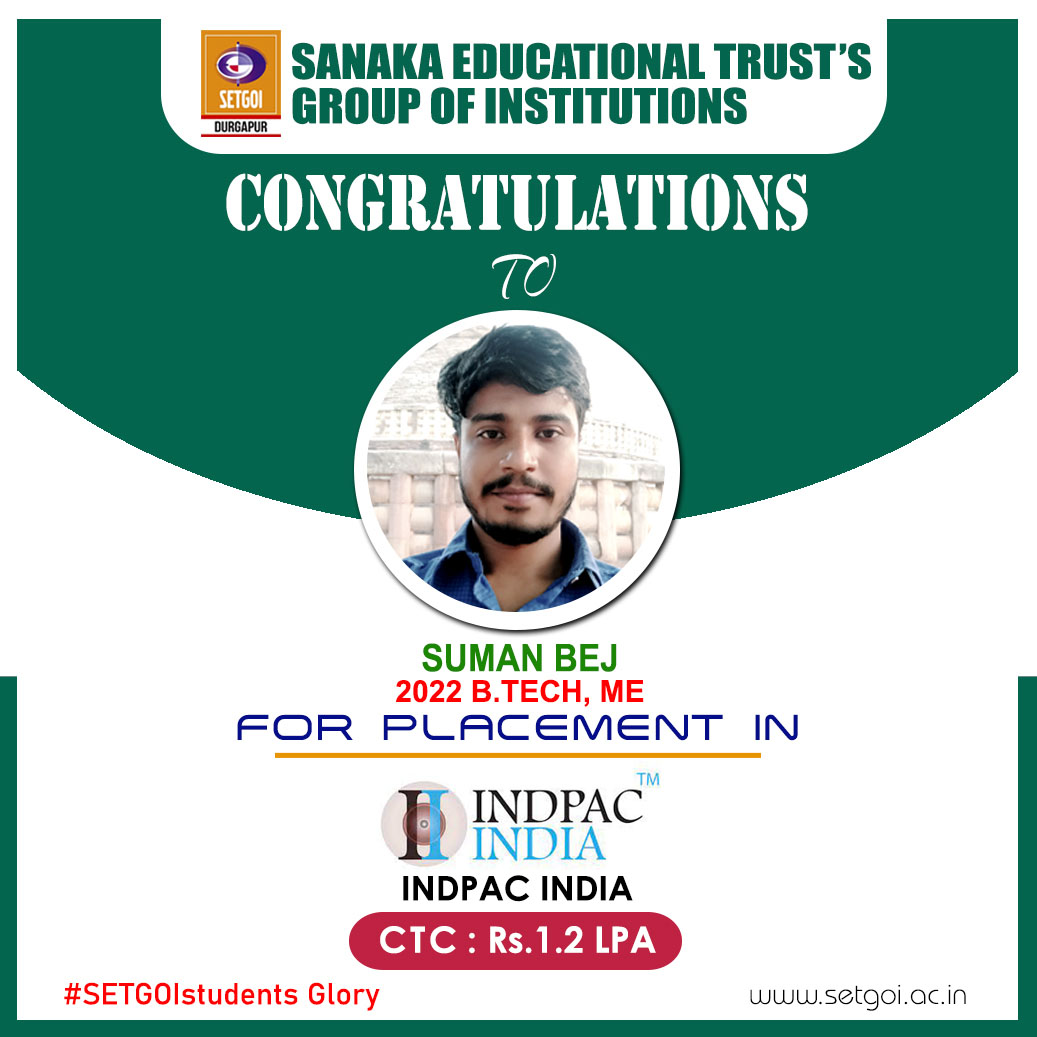 SETGOI
DURGAPUR
SANAKA EDUCATIONAL TRUST'S
GROUP OF INSTITUTIONS
CONGRATULATIONS
TO
SUMAN BEJ
2022 B.TECH, ME
FOR PLACEMENT IN
INDPAC™
INDIA
INDPAC INDIA
CTC : Rs.1.2 LPA
#SETGOIstudents Glory
www.setgoi.ac.in